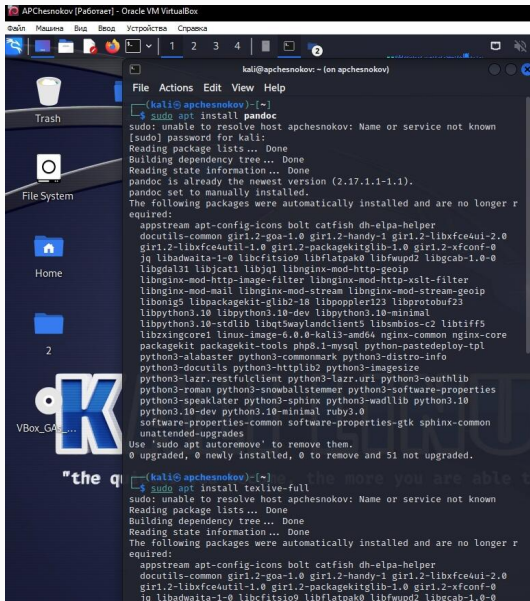 APChesnokov [Работает] - Oracle VM VirtualBox
Файл Машина Вид Ввод Устройства Справка
1 2 3 4
2
kali@apchesnokov: ~ (on apchesnokov)
File Actions Edit View Help
Trash
File System
Home
2
VBox_GAs_...
"the q
the more you are able t
┌──(kali㉿apchesnokov)-[~]
└─$ sudo apt install pandoc
sudo: unable to resolve host apchesnokov: Name or service not known
[sudo] password for kali:
Reading package lists... Done
Building dependency tree... Done
Reading state information... Done
pandoc is already the newest version (2.17.1.1-1.1).
pandoc set to manually installed.
The following packages were automatically installed and are no longer r
equired:
appstream apt-config-icons bolt catfish dh-elpa-helper
docutils-common gir1.2-goa-1.0 gir1.2-handy-1 gir1.2-libxfce4ui-2.0
gir1.2-libxfce4util-1.0 gir1.2-packagekitglib-1.0 gir1.2-xfconf-0
jq libadwaita-1-0 libcfitsio9 libflatpak0 libfwupd2 libgcab-1.0-0
libgdal31 libjcat1 libjq1 libnginx-mod-http-geoip
libnginx-mod-http-image-filter libnginx-mod-http-xslt-filter
libnginx-mod-mail libnginx-mod-stream libnginx-mod-stream-geoip
libonig5 libpackagekit-glib2-18 libpoppler123 libprotobuf23
libpython3.10 libpython3.10-dev libpython3.10-minimal
libpython3.10-stdlib libqt5waylandclient5 libsmbios-c2 libtiff5
libzxingcore1 linux-image-6.0.0-kali3-amd64 nginx-common nginx-core
packagekit packagekit-tools php8.1-mysql python-pastedeploy-tpl
python3-alabaster python3-commonmark python3-distro-info
python3-docutils python3-httplib2 python3-imagesize
python3-lazr.restfulclient python3-lazr.uri python3-oauthlib
python3-roman python3-snowballstemmer python3-software-properties
python3-speaklater python3-sphinx python3-wadllib python3.10
python3.10-dev python3.10-minimal ruby3.0
software-properties-common software-properties-gtk sphinx-common
unattended-upgrades
Use 'sudo apt autoremove' to remove them.
0 upgraded, 0 newly installed, 0 to remove and 51 not upgraded.
┌──(kali㉿apchesnokov)-[~]
└─$ sudo apt install texlive-full
sudo: unable to resolve host apchesnokov: Name or service not known
Reading package lists... Done
Building dependency tree... Done
Reading state information... Done
The following packages were automatically installed and are no longer r
equired:
appstream apt-config-icons bolt catfish dh-elpa-helper
docutils-common gir1.2-goa-1.0 gir1.2-handy-1 gir1.2-libxfce4ui-2.0
gir1.2-libxfce4util-1.0 gir1.2-packagekitglib-1.0 gir1.2-xfconf-0
jq libadwaita-1-0 libcfitsio9 libflatpak0 libfwupd2 libgcab-1.0-0